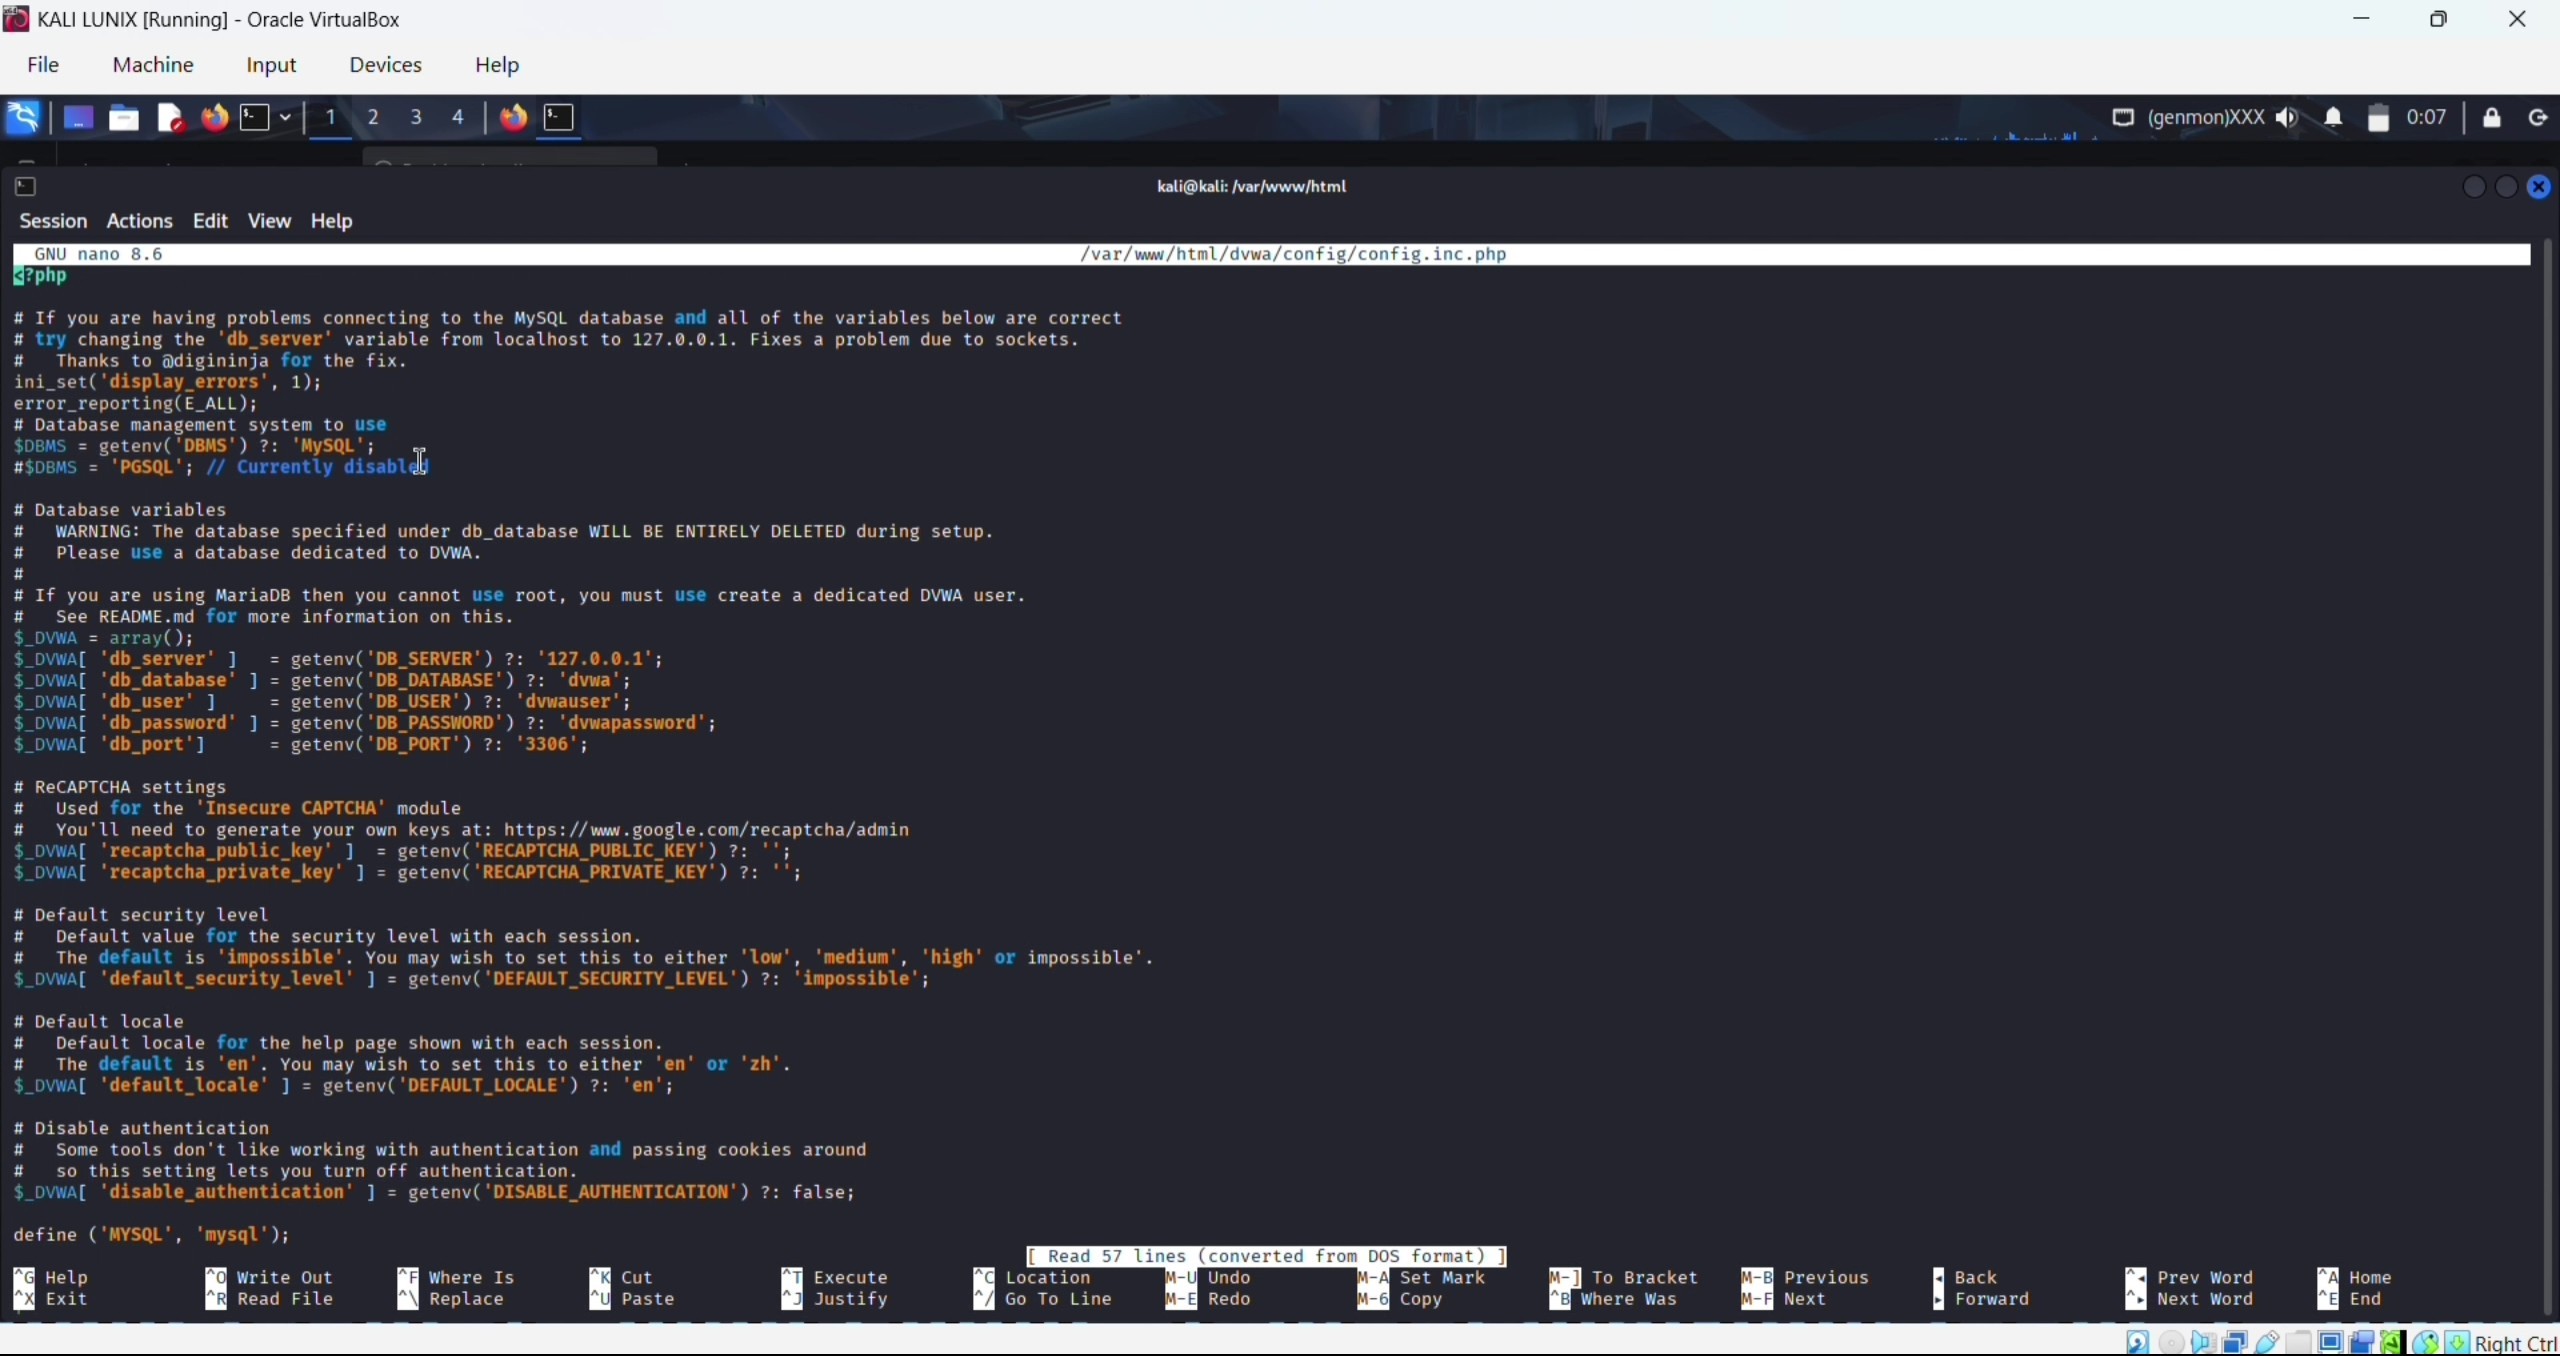 KALI LUNIX [Running] - Oracle VirtualBox
File Machine Input Devices Help
1 2 3 4 (genmon)XXX 0:07
kali@kali: /var/www/html
Session Actions Edit View Help
GNU nano 8.6 /var/www/html/dvwa/config/config.inc.php
<?php
# If you are having problems connecting to the MySQL database and all of the variables below are correct
# try changing the 'db_server' variable from localhost to 127.0.0.1. Fixes a problem due to sockets.
#   Thanks to @digininja for the fix.
ini_set('display_errors', 1);
error_reporting(E_ALL);
# Database management system to use
$DBMS = getenv('DBMS') ?: 'MySQL';
#$DBMS = 'PGSQL'; // Currently disabled
# Database variables
#   WARNING: The database specified under db_database WILL BE ENTIRELY DELETED during setup.
#   Please use a database dedicated to DVWA.
#
# If you are using MariaDB then you cannot use root, you must use create a dedicated DVWA user.
#   See README.md for more information on this.
$_DVWA = array();
$_DVWA[ 'db_server' ]   = getenv('DB_SERVER') ?: '127.0.0.1';
$_DVWA[ 'db_database' ] = getenv('DB_DATABASE') ?: 'dvwa';
$_DVWA[ 'db_user' ]     = getenv('DB_USER') ?: 'dvwauser';
$_DVWA[ 'db_password' ] = getenv('DB_PASSWORD') ?: 'dvwapassword';
$_DVWA[ 'db_port']      = getenv('DB_PORT') ?: '3306';
# ReCAPTCHA settings
#   Used for the 'Insecure CAPTCHA' module
#   You'll need to generate your own keys at: https://www.google.com/recaptcha/admin
$_DVWA[ 'recaptcha_public_key' ]  = getenv('RECAPTCHA_PUBLIC_KEY') ?: '';
$_DVWA[ 'recaptcha_private_key' ] = getenv('RECAPTCHA_PRIVATE_KEY') ?: '';
# Default security level
#   Default value for the security level with each session.
#   The default is 'impossible'. You may wish to set this to either 'low', 'medium', 'high' or impossible'.
$_DVWA[ 'default_security_level' ] = getenv('DEFAULT_SECURITY_LEVEL') ?: 'impossible';
# Default locale
#   Default locale for the help page shown with each session.
#   The default is 'en'. You may wish to set this to either 'en' or 'zh'.
$_DVWA[ 'default_locale' ] = getenv('DEFAULT_LOCALE') ?: 'en';
# Disable authentication
#   Some tools don't like working with authentication and passing cookies around
#   so this setting lets you turn off authentication.
$_DVWA[ 'disable_authentication' ] = getenv('DISABLE_AUTHENTICATION') ?: false;
define ('MYSQL', 'mysql');
[ Read 57 lines (converted from DOS format) ]
^G Help ^O Write Out ^F Where Is ^K Cut ^T Execute ^C Location M-U Undo M-A Set Mark M-] To Bracket M-B Previous ◂ Back ^◂ Prev Word ^A Home
^X Exit ^R Read File ^\ Replace ^U Paste ^J Justify ^/ Go To Line M-E Redo M-6 Copy ^B Where Was M-F Next ▸ Forward ^▸ Next Word ^E End
Right Ctrl